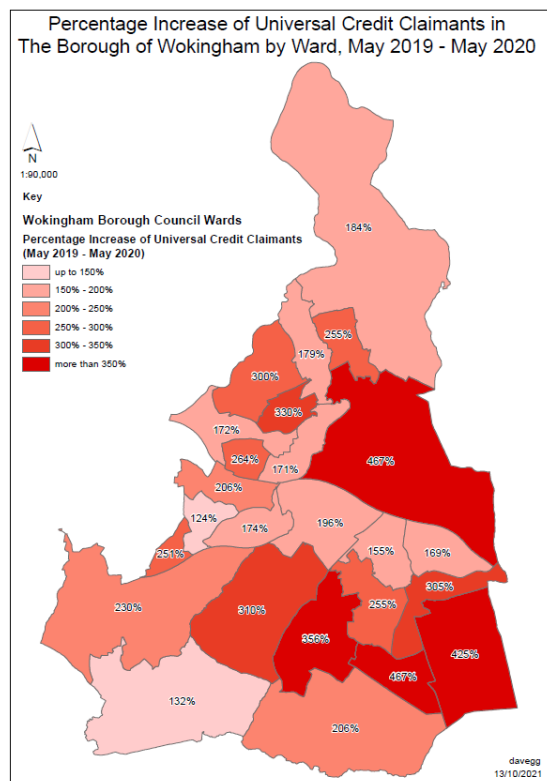 Percentage Increase of Universal Credit Claimants in
The Borough of Wokingham by Ward, May 2019 - May 2020
N
1:90,000
Key
Wokingham Borough Council Wards
Percentage Increase of Universal Credit Claimants
(May 2019 - May 2020)
up to 150%
150% - 200%
200% - 250%
250% - 300%
300% - 350%
more than 350%
184%
255%
179%
300%
330%
172%
264%
171%
467%
206%
124%
174%
196%
155%
169%
251%
305%
230%
310%
255%
356%
425%
487%
132%
206%
davegg
13/10/2021